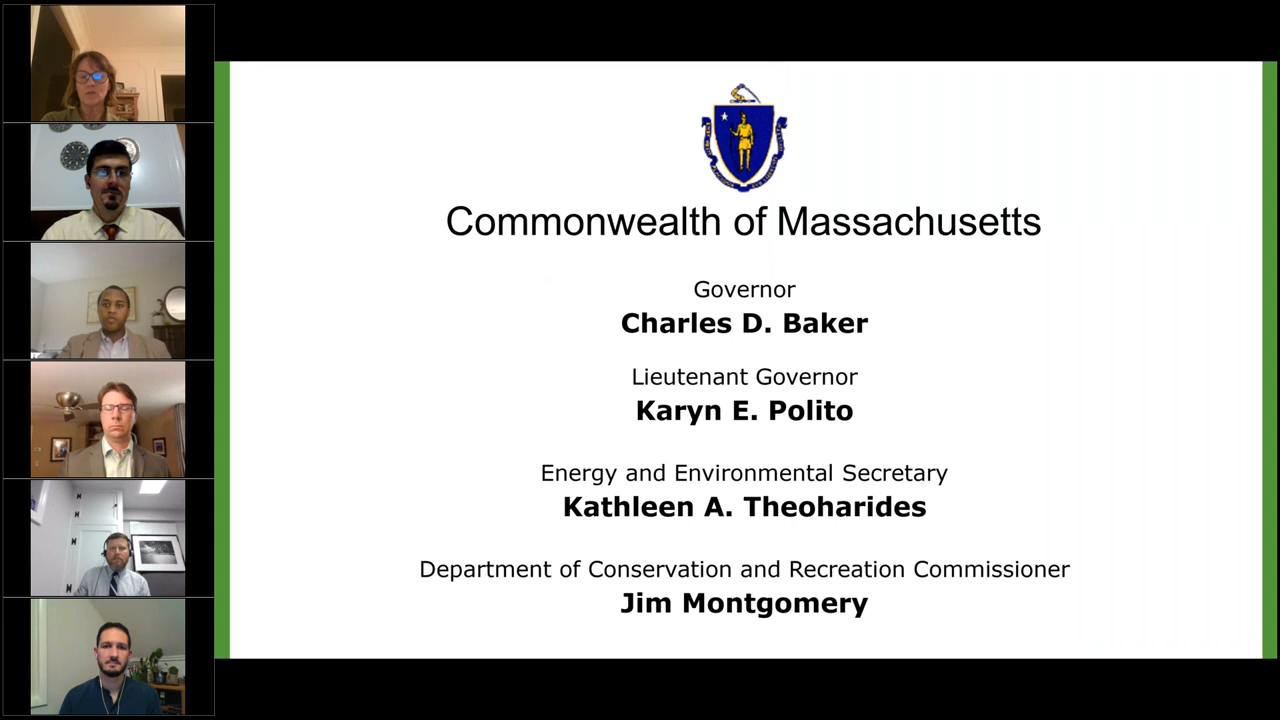 Commonwealth of Massachusetts
Governor
Charles D. Baker
Lieutenant Governor
Karyn E. Polito
Energy and Environmental Secretary
Kathleen A. Theoharides
Department of Conservation and Recreation Commissioner
Jim Montgomery